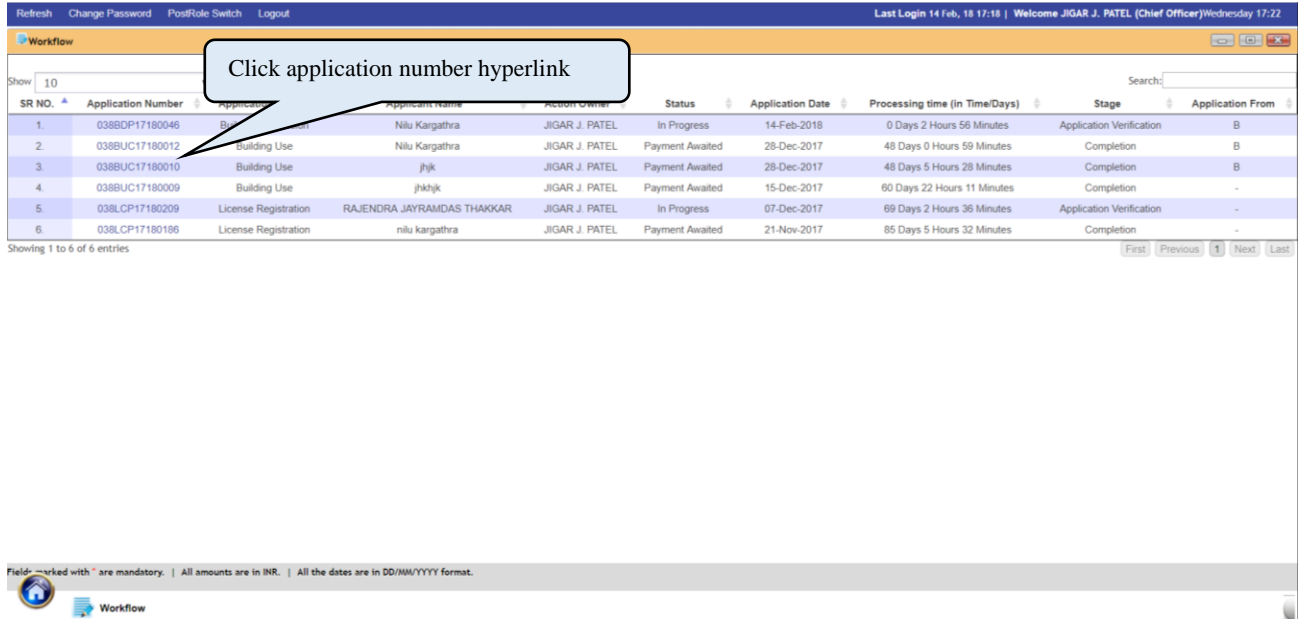 Refresh Change Password PostRole Switch Logout Last Login 14 Feb, 18 17:18 | Welcome JIGAR J. PATEL (Chief Officer)Wednesday 17:22
Workflow
Click application number hyperlink
Show 10 Search:
SR NO. Application Number Applicant Name Action Owner Status Application Date Processing time (in Time/Days) Stage Application From
1. 038BDP17180046 Nilu Kargathra JIGAR J. PATEL In Progress 14-Feb-2018 0 Days 2 Hours 56 Minutes Application Verification B
2. 038BUC17180012 Building Use Nilu Kargathra JIGAR J. PATEL Payment Awaited 28-Dec-2017 48 Days 0 Hours 59 Minutes Completion B
3. 038BUC17180010 Building Use jhjk JIGAR J. PATEL Payment Awaited 28-Dec-2017 48 Days 5 Hours 28 Minutes Completion B
4. 038BUC17180009 Building Use jhkhjk JIGAR J. PATEL Payment Awaited 15-Dec-2017 60 Days 22 Hours 11 Minutes Completion -
5. 038LCP17180209 License Registration RAJENDRA JAYRAMDAS THAKKAR JIGAR J. PATEL In Progress 07-Dec-2017 69 Days 2 Hours 36 Minutes Application Verification -
6. 038LCP17180186 License Registration nilu kargathra JIGAR J. PATEL Payment Awaited 21-Nov-2017 85 Days 5 Hours 32 Minutes Completion -
Showing 1 to 6 of 6 entries First Previous 1 Next Last
Fields marked with * are mandatory. | All amounts are in INR. | All the dates are in DD/MM/YYYY format.
Workflow